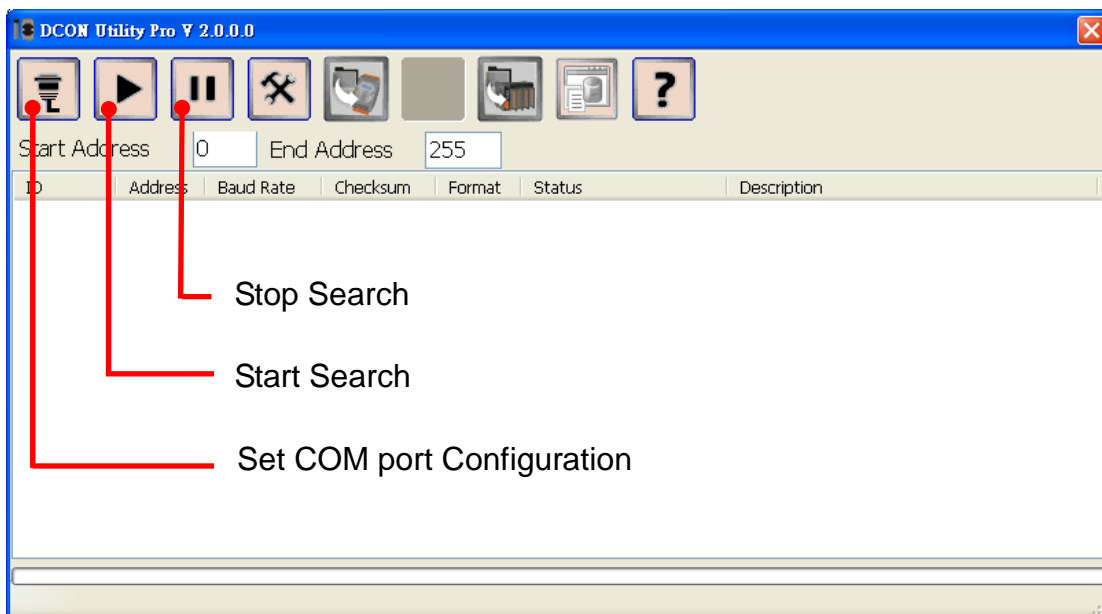 DCON Utility Pro V 2.0.0.0
?
Start Address 0 End Address 255
ID Address Baud Rate Checksum Format Status Description
Stop Search
Start Search
Set COM port Configuration